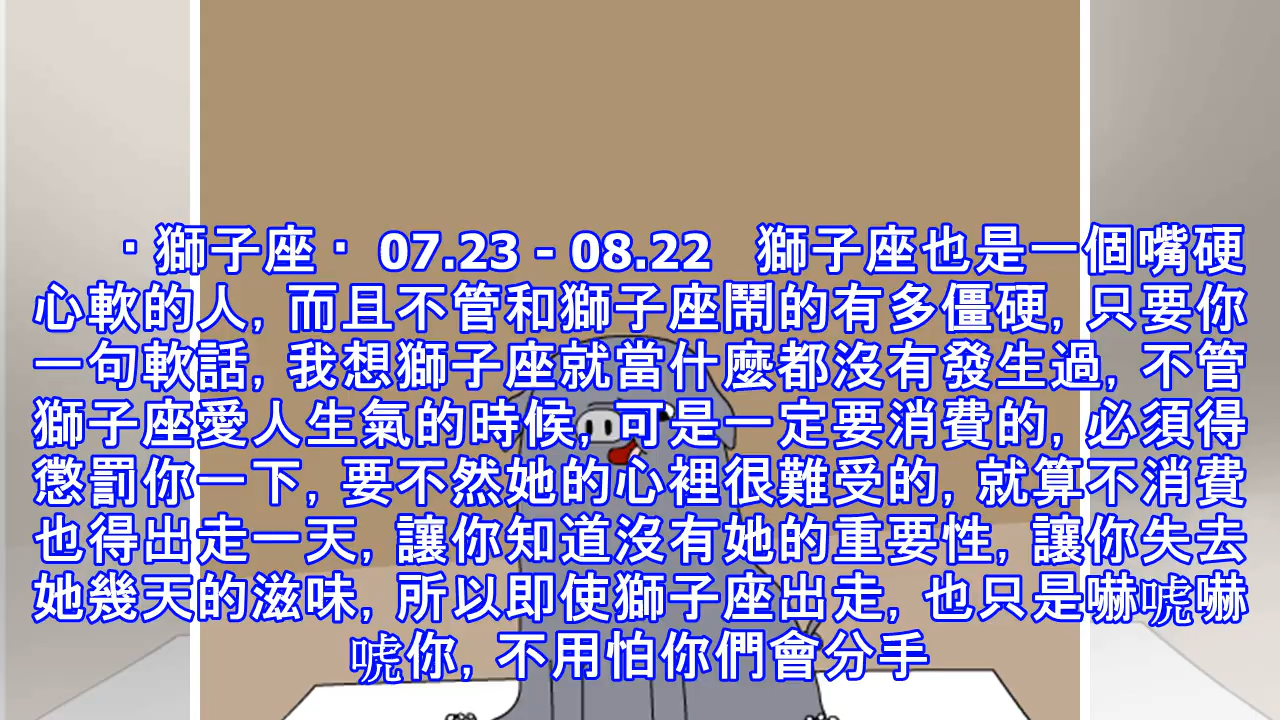 ·獅子座· 07.23 - 08.22 獅子座也是一個嘴硬
心軟的人, 而且不管和獅子座鬧的有多僵硬, 只要你
一句軟話, 我想獅子座就當什麼都沒有發生過, 不管
獅子座愛人生氣的時候, 可是一定要消費的, 必須得
懲罰你一下, 要不然她的心裡很難受的, 就算不消費
也得出走一天, 讓你知道沒有她的重要性, 讓你失去
她幾天的滋味, 所以即使獅子座出走, 也只是嚇唬嚇
唬你, 不用怕你們會分手